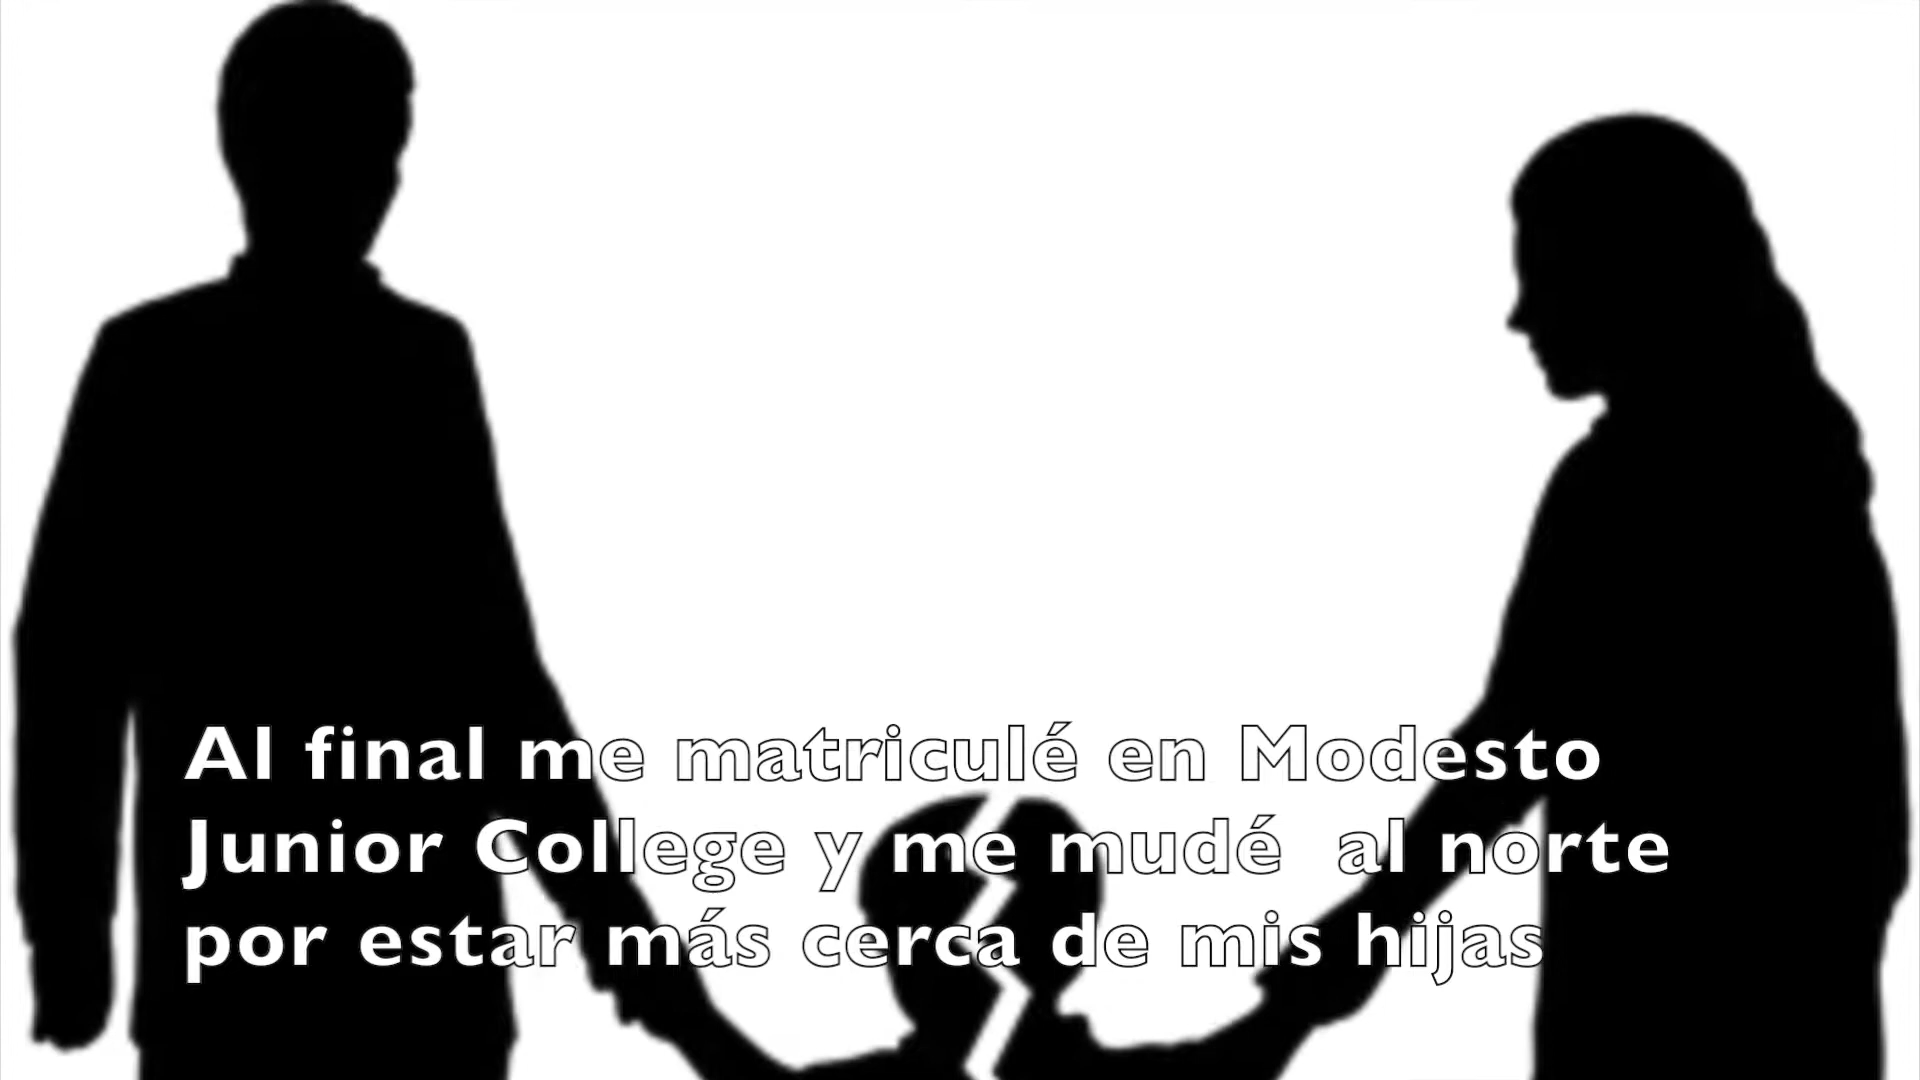 Al final me matriculé en Modesto
Junior College y me mudé  al norte
por estar más cerca de mis hijas